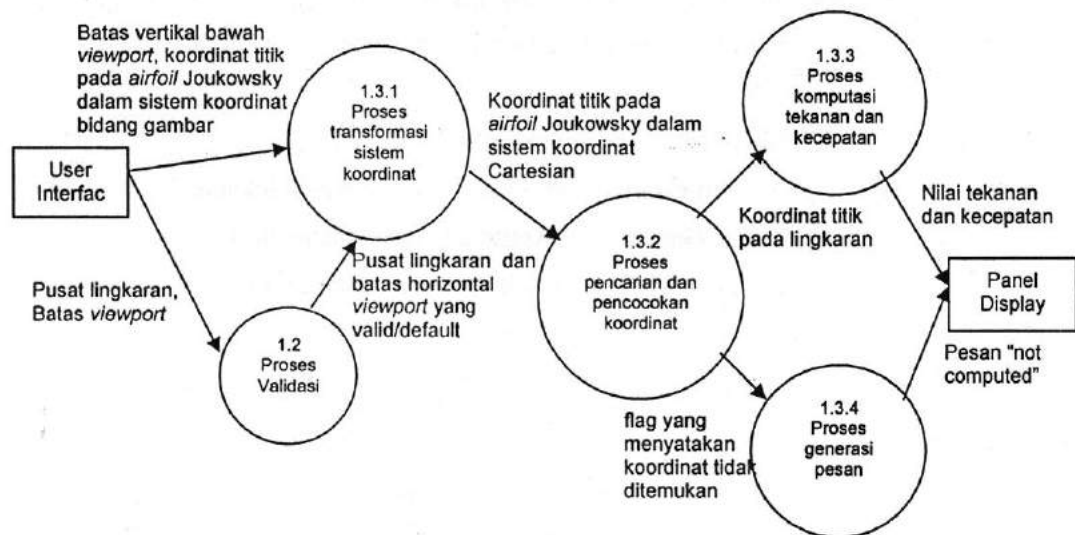 Batas vertikal bawah
viewport, koordinat titik
pada airfoil Joukowsky
dalam sistem koordinat
bidang gambar
User
Interfac
Pusat lingkaran,
Batas viewport
1.3.1
Proses
transformasi
sistem
koordinat
1.2
Proses
Validasi
Pusat lingkaran dan
batas horizontal
viewport yang
valid/default
Koordinat titik pada
airfoil Joukowsky dalam
sistem koordinat
Cartesian
1.3.2
Proses
pencarian dan
pencocokan
koordinat
1.3.3
Proses
komputasi
tekanan dan
kecepatan
Koordinat titik
pada lingkaran
flag yang
menyatakan
koordinat tidak
ditemukan
1.3.4
Proses
generasi
pesan
Nilai tekanan
dan kecepatan
Panel
Display
Pesan "not
computed"